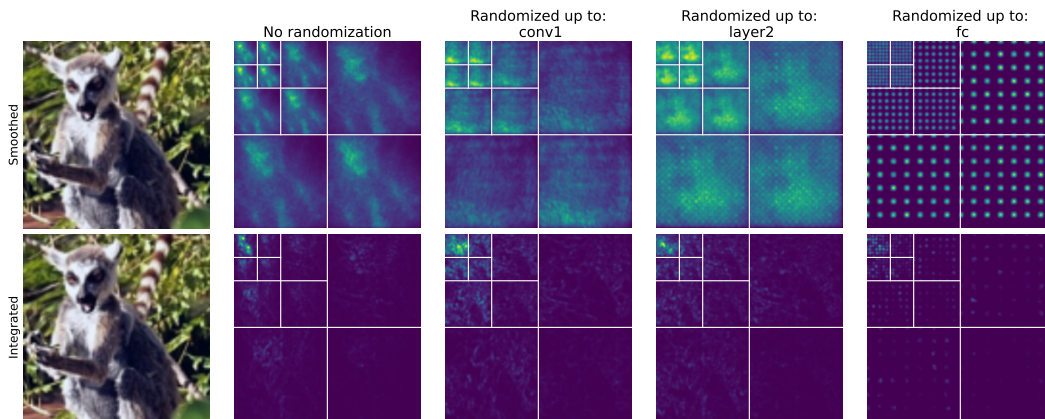 No randomization
Randomized up to:
conv1
Randomized up to:
layer2
Randomized up to:
fc
Smoothed
Integrated